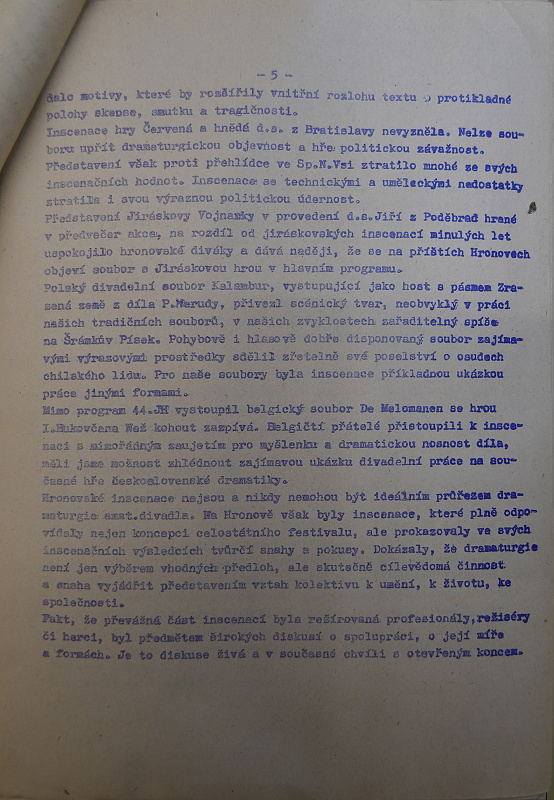 - 5 -
dalo motivy, které by rozšířily vnitřní rozlohu textu o protikladné
polohy skepse, smutku a tragičnosti.
Inscenace hry Červená a hnědá d.s. z Bratislavy nevyzněla. Nelze sou-
boru upřít dramaturgickou objevnost a hře politickou závažnost.
Představení však proti přehlídce ve Sp.N.Vsi ztratilo mnohé ze svých
inscenačních hodnot. Inscenace se technickými a uměleckými nedostatky
ztratila i svou výraznou politickou údernost.
Představení Jiráskovy Vojnarky v provedení d.s.Jiří z Poděbrad hrané
v předvečer akce, na rozdíl od jiráskovských inscenací minulých let
uspokojilo hronovské diváky a dává naději, že se na příštích Hronovech
objeví soubor s Jiráskovou hrou v hlavním programu.
Polský divadelní soubor Kalambur, vystupující jako host s pásmem Zra-
zená země z díla P.Nerudy, přivezl scénický tvar, neobvyklý v práci
našich tradičních souborů, v našich zvyklostech zařaditelný spíše
na Šrámkův Písek. Pohybově i hlasově dobře disponovaný soubor zajíma-
vými výrazovými prostředky sdělil zřetelně své poselství o osudech
chilského lidu. Pro naše soubory byla inscenace příkladnou ukázkou
práce jinými formami.
Mimo program 44.JH vystoupil belgický soubor De Melomanen se hrou
I.Bukovčana Než kohout zazpívá. Belgičtí přátelé přistoupili k insce-
naci s mimořádným zaujetím pro myšlenku a dramatickou nosnost díla,
měli jsme možnost zhlédnout zajímavou ukázku divadelní práce na sou-
časné hře československé dramatiky.
Hronovské inscenace nejsou a nikdy nemohou být ideálním průřezem dra-
maturgie amat.divadla. Na Hronově však byly inscenace, které plně odpo-
vídaly nejen koncepci celostátního festivalu, ale prokazovaly ve svých
inscenačních výsledcích tvůrčí snahy a pokusy. Dokázaly, že dramaturgie
není jen výběrem vhodných předloh, ale skutečně cílevědomá činnost
a snaha vyjádřit představením vztah kolektivu k umění, k životu, ke
společnosti.
Fakt, že převážná část inscenací byla režírovaná profesionály,režiséry
či herci, byl předmětem širokých diskusí o spolupráci, o její míře
a formách. Je to diskuse živá a v současné chvíli s otevřeným koncem.